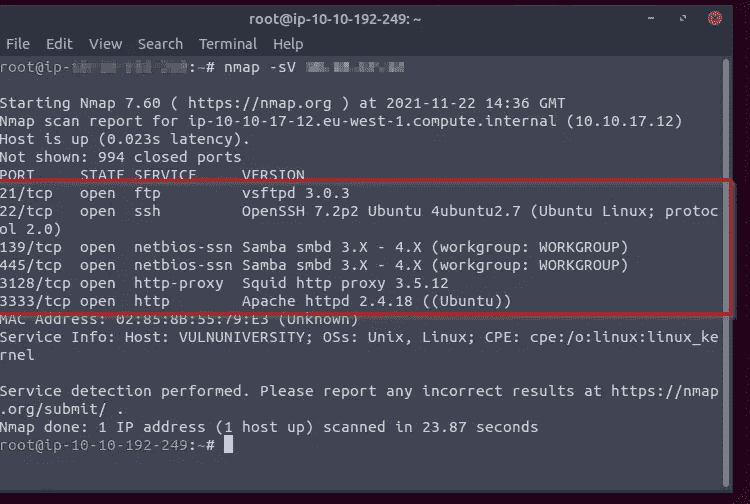 root@ip-10-10-192-249: ~
File Edit View Search Terminal Help
root@ip- :~# nmap -sV
Starting Nmap 7.60 ( https://nmap.org ) at 2021-11-22 14:36 GMT
Nmap scan report for ip-10-10-17-12.eu-west-1.compute.internal (10.10.17.12)
Host is up (0.023s latency).
Not shown: 994 closed ports
PORT     STATE SERVICE     VERSION
21/tcp   open  ftp         vsftpd 3.0.3
22/tcp   open  ssh         OpenSSH 7.2p2 Ubuntu 4ubuntu2.7 (Ubuntu Linux; protoc
ol 2.0)
139/tcp  open  netbios-ssn Samba smbd 3.X - 4.X (workgroup: WORKGROUP)
445/tcp  open  netbios-ssn Samba smbd 3.X - 4.X (workgroup: WORKGROUP)
3128/tcp open  http-proxy  Squid http proxy 3.5.12
3333/tcp open  http        Apache httpd 2.4.18 ((Ubuntu))
MAC Address: 02:85:8B:55:79:E3 (Unknown)
Service Info: Host: VULNUNIVERSITY; OSs: Unix, Linux; CPE: cpe:/o:linux:linux_ke
rnel
Service detection performed. Please report any incorrect results at https://nmap
.org/submit/ .
Nmap done: 1 IP address (1 host up) scanned in 23.87 seconds
root@ip-10-10-192-249:~#